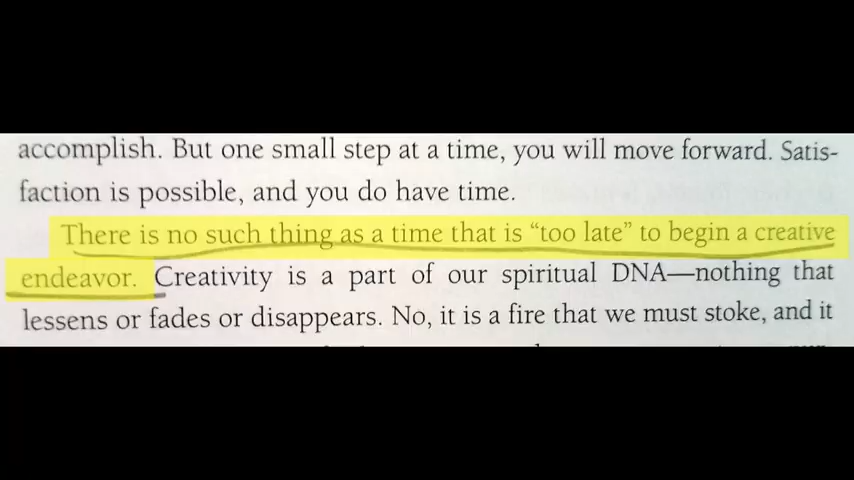 accomplish. But one small step at a time, you will move forward. Satis-
faction is possible, and you do have time.
There is no such thing as a time that is “too late” to begin a creative
endeavor. Creativity is a part of our spiritual DNA—nothing that
lessens or fades or disappears. No, it is a fire that we must stoke, and it